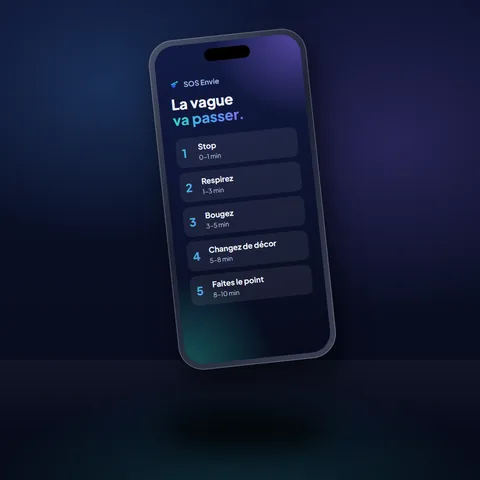 SOS Envie
La vague
va passer.
1 Stop
0–1 min
2 Respirez
1–3 min
3 Bougez
3–5 min
4 Changez de décor
5–8 min
5 Faites le point
8–10 min